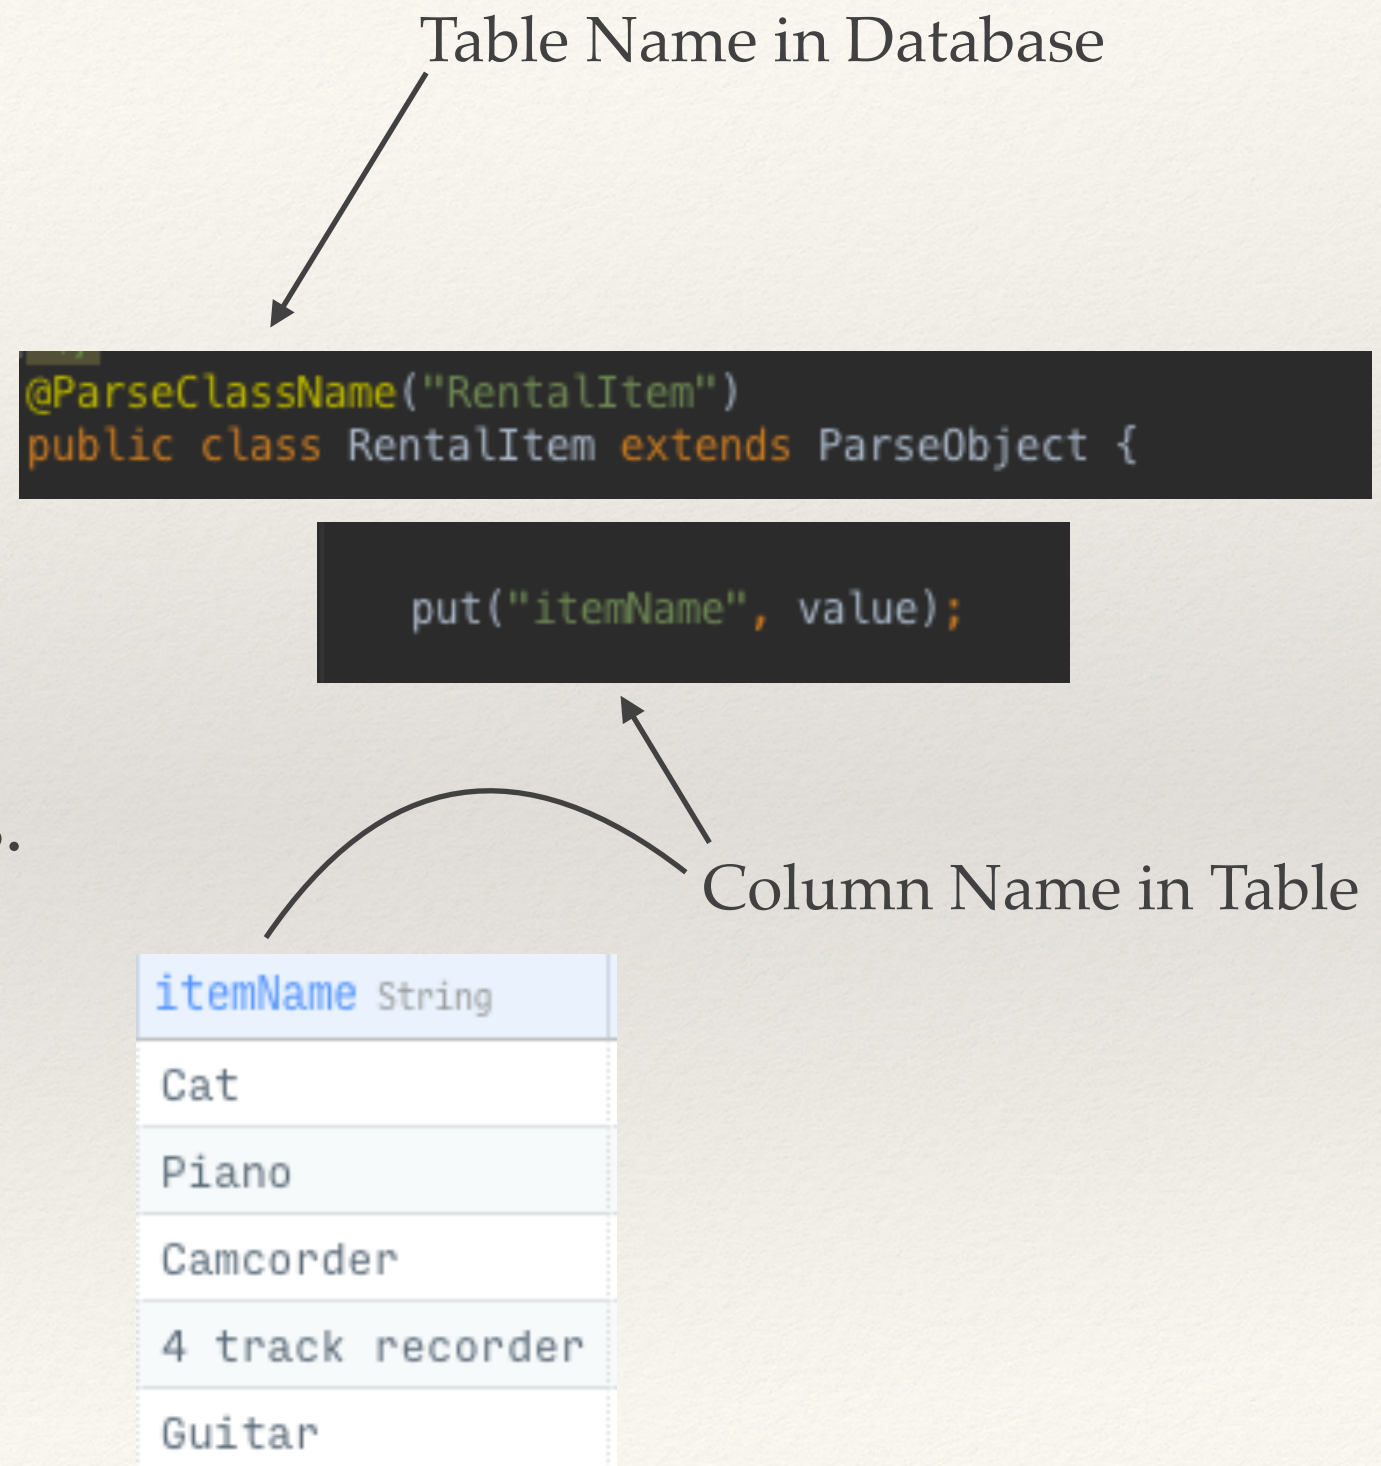 Table Name in Database
@ParseClassName("RentalItem")
public class RentalItem extends ParseObject {
put("itemName", value);
Column Name in Table
itemName String
Cat
Piano
Camcorder
4 track recorder
Guitar